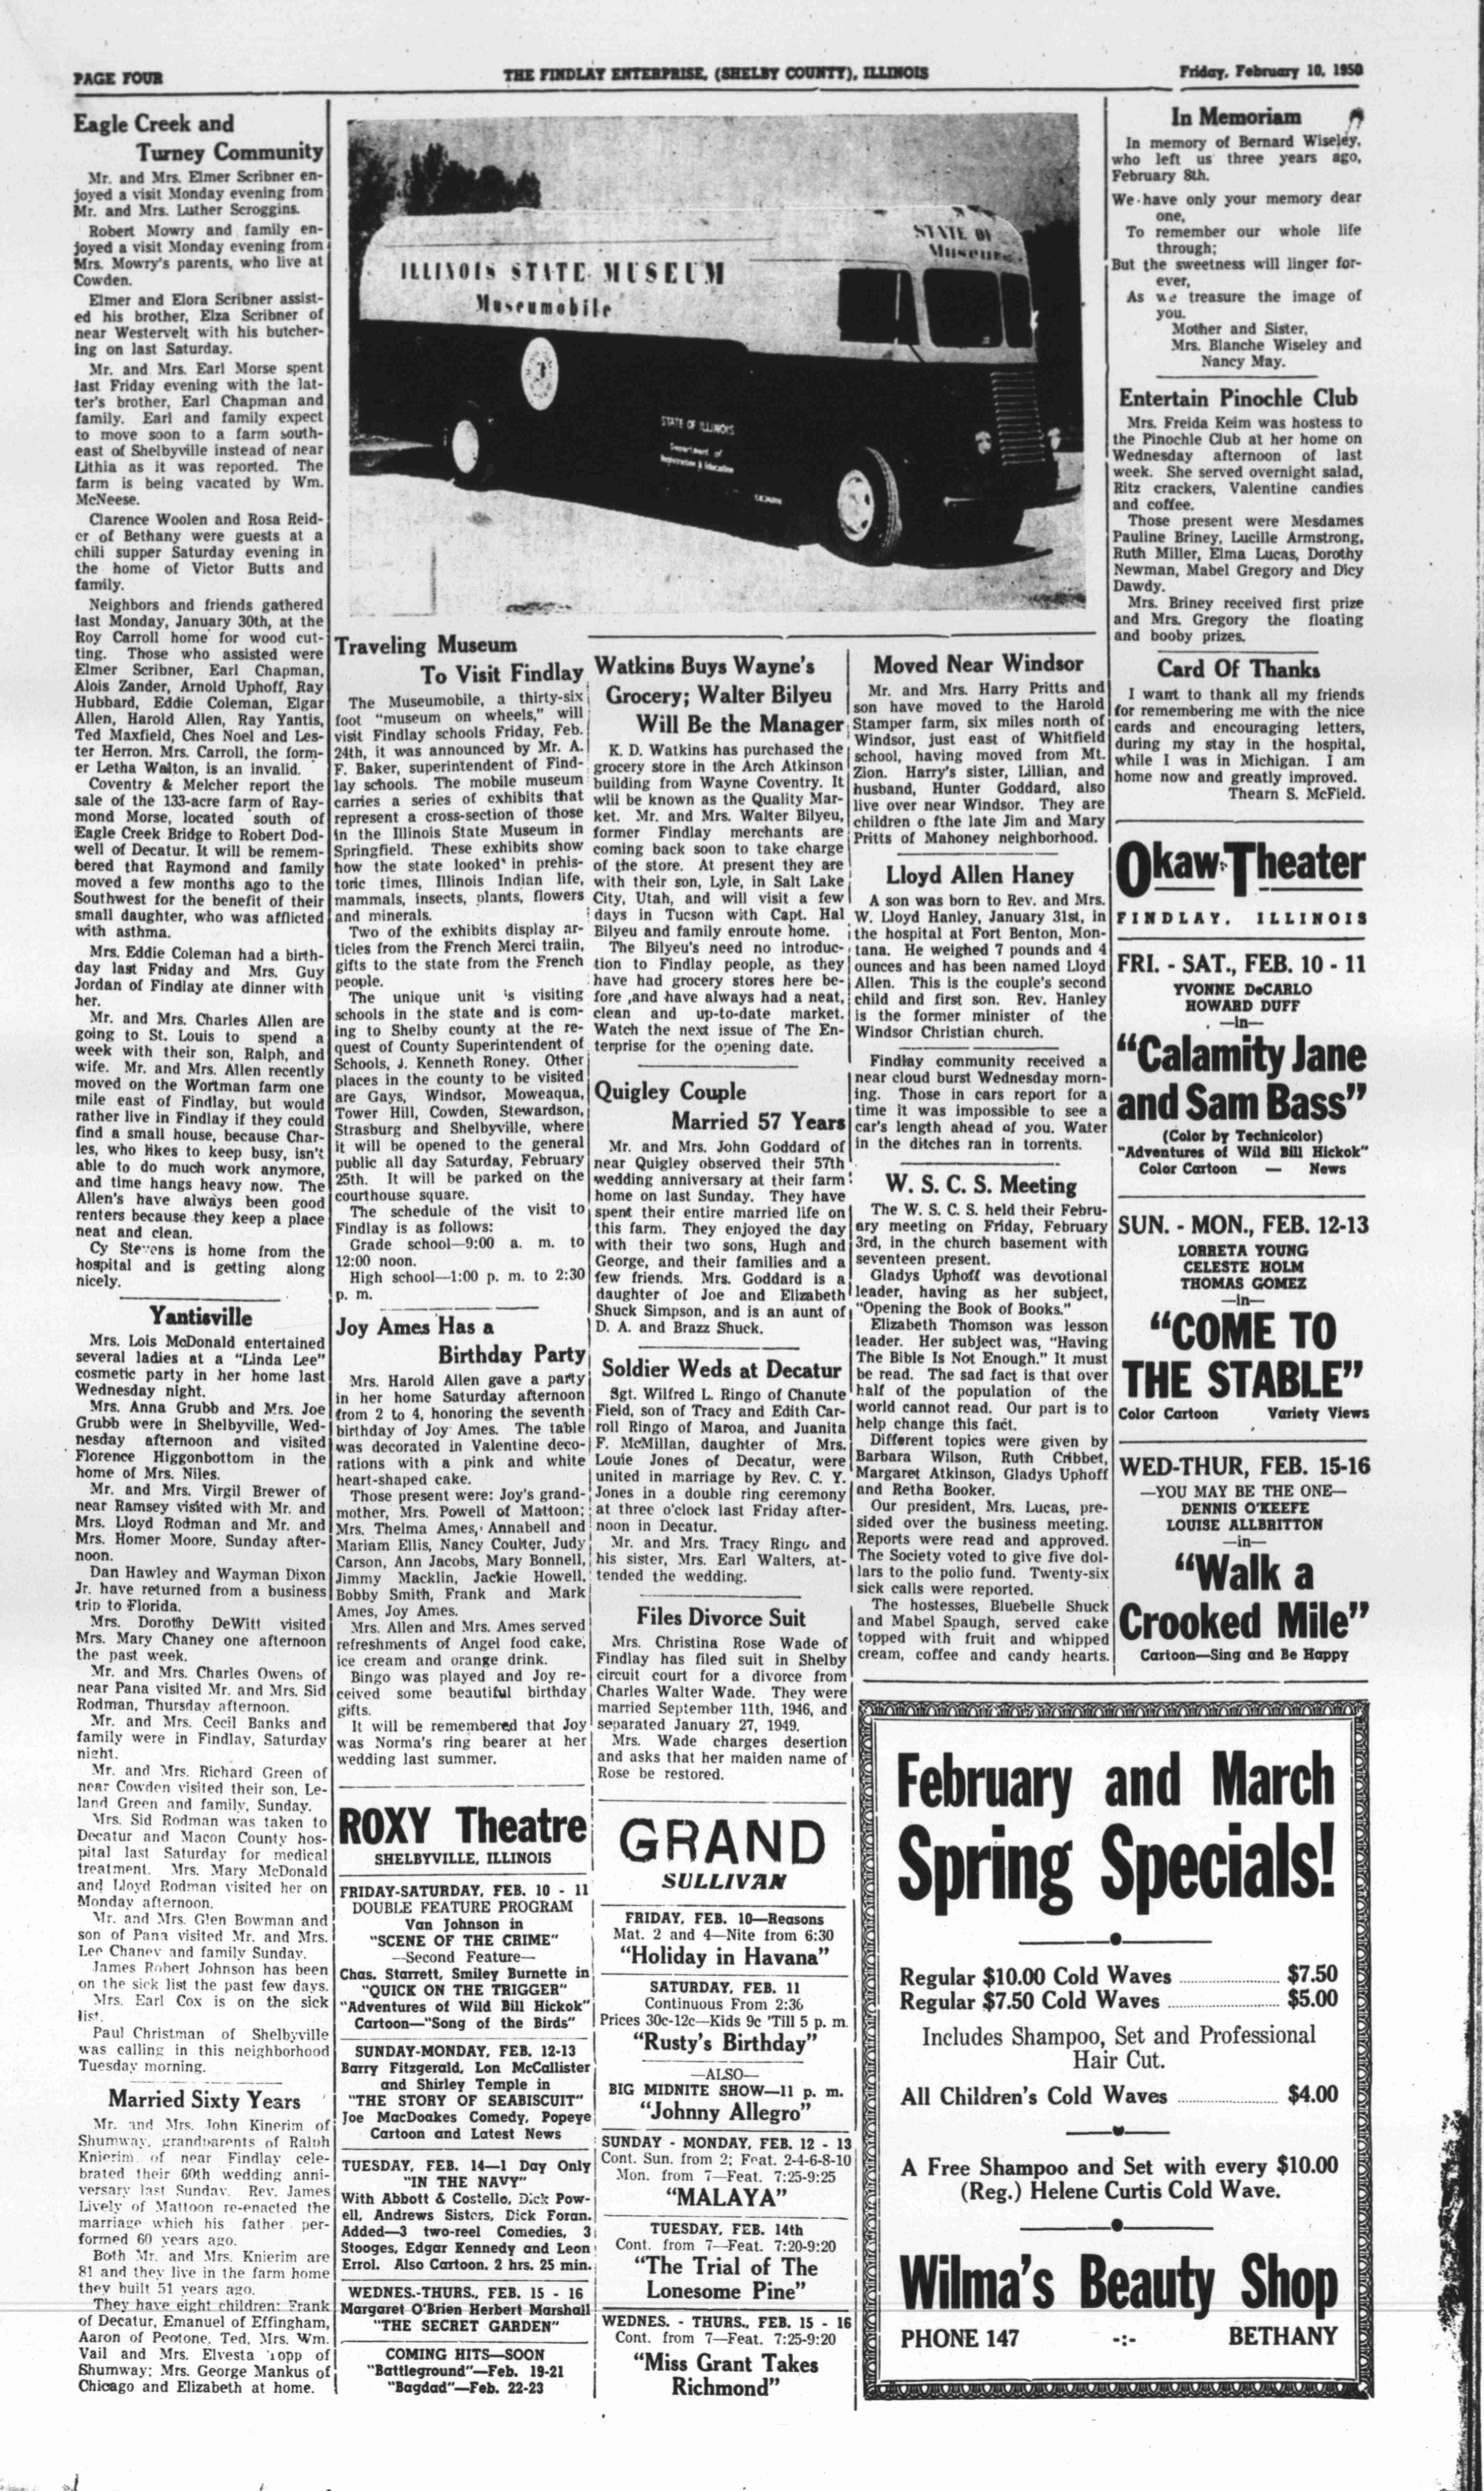 PAGE FOUR
THE FINDLAY ENTERPRISE, (SHELBY COUNTY), ILLINOIS
Friday, February 10, 1950
Eagle Creek and
Turney Community
Mr. and Mrs. Elmer Scribner en-
joyed a visit Monday evening from
Mr. and Mrs. Luther Scroggins.
Robert Mowry and family en-
joyed a visit Monday evening from
Mrs. Mowry's parents, who live at
Cowden.
Elmer and Elora Scribner assist-
ed his brother, Elza Scribner of
near Westervelt with his butcher-
ing on last Saturday.
Mr. and Mrs. Earl Morse spent
last Friday evening with the lat-
ter's brother, Earl Chapman and
family. Earl and family expect
to move soon to a farm south-
east of Shelbyville instead of near
Lithia as it was reported. The
farm is being vacated by Wm.
McNeese.
Clarence Woolen and Rosa Reid-
er of Bethany were guests at a
chili supper Saturday evening in
the home of Victor Butts and
family.
Neighbors and friends gathered
last Monday, January 30th, at the
Roy Carroll home for wood cut-
ting. Those who assisted were
Elmer Scribner, Earl Chapman,
Alois Zander, Arnold Uphoff, Ray
Hubbard, Eddie Coleman, Elgar
Allen, Harold Allen, Ray Yantis,
Ted Maxfield, Ches Noel and Les-
ter Herron. Mrs. Carroll, the form-
er Letha Walton, is an invalid.
Coventry & Melcher report the
sale of the 133-acre farm of Ray-
mond Morse, located south of
Eagle Creek Bridge to Robert Dod-
well of Decatur. It will be remem-
bered that Raymond and family
moved a few months ago to the
Southwest for the benefit of their
small daughter, who was afflicted
with asthma.
Mrs. Eddie Coleman had a birth-
day last Friday and Mrs. Guy
Jordan of Findlay ate dinner with
her.
Mr. and Mrs. Charles Allen are
going to St. Louis to spend a
week with their son, Ralph, and
wife. Mr. and Mrs. Allen recently
moved on the Wortman farm one
mile east of Findlay, but would
rather live in Findlay if they could
find a small house, because Char-
les, who likes to keep busy, isn't
able to do much work anymore,
and time hangs heavy now. The
Allen's have always been good
renters because they keep a place
neat and clean.
Cy Stevens is home from the
hospital and is getting along
nicely.
Yantisville
Mrs. Lois McDonald entertained
several ladies at a "Linda Lee"
cosmetic party in her home last
Wednesday night.
Mrs. Anna Grubb and Mrs. Joe
Grubb were in Shelbyville, Wed-
nesday afternoon and visited
Florence Higgonbottom in the
home of Mrs. Niles.
Mr. and Mrs. Virgil Brewer of
near Ramsey visited with Mr. and
Mrs. Lloyd Rodman and Mr. and
Mrs. Homer Moore, Sunday after-
noon.
Dan Hawley and Wayman Dixon
Jr. have returned from a business
trip to Florida.
Mrs. Dorothy DeWitt visited
Mrs. Mary Chaney one afternoon
the past week.
Mr. and Mrs. Charles Owens of
near Pana visited Mr. and Mrs. Sid
Rodman, Thursday afternoon.
Mr. and Mrs. Cecil Banks and
family were in Findlay, Saturday
night.
Mr. and Mrs. Richard Green of
near Cowden visited their son, Le-
land Green and family, Sunday.
Mrs. Sid Rodman was taken to
Decatur and Macon County hos-
pital last Saturday for medical
treatment. Mrs. Mary McDonald
and Lloyd Rodman visited her on
Monday afternoon.
Mr. and Mrs. Glen Bowman and
son of Pana visited Mr. and Mrs.
Lee Chaney and family Sunday.
James Robert Johnson has been
on the sick list the past few days.
Mrs. Earl Cox is on the sick
list.
Paul Christman of Shelbyville
was calling in this neighborhood
Tuesday morning.
Married Sixty Years
Mr. and Mrs. John Kinerim of
Shumway, grandparents of Ralph
Knierim of near Findlay cele-
brated their 60th wedding anni-
versary last Sunday. Rev. James
Lively of Mattoon re-enacted the
marriage which his father per-
formed 60 years ago.
Both Mr. and Mrs. Knierim are
81 and they live in the farm home
they built 51 years ago.
They have eight children: Frank
of Decatur, Emanuel of Effingham,
Aaron of Peotone, Ted, Mrs. Wm.
Vail and Mrs. Elvesta of
Shumway; Mrs. George Mankus of
Chicago and Elizabeth at home.
ILLINOIS STATE MUSEUM
Museumobile
STATE OF
Museum
STATE OF ILLINOIS
Department of
Registration & Education
Traveling Museum
To Visit Findlay
The Museumobile, a thirty-six
foot "museum on wheels," will
visit Findlay schools Friday, Feb.
24th, it was announced by Mr. A.
F. Baker, superintendent of Find-
lay schools. The mobile museum
carries a series of exhibits that
represent a cross-section of those
in the Illinois State Museum in
Springfield. These exhibits show
how the state looked in prehis-
toric times, Illinois Indian life,
mammals, insects, plants, flowers
and minerals.
Two of the exhibits display ar-
ticles from the French Merci traiin,
gifts to the state from the French
people.
The unique unit is visiting
schools in the state and is com-
ing to Shelby county at the re-
quest of County Superintendent of
Schools, J. Kenneth Roney. Other
places in the county to be visited
are Gays, Windsor, Moweaqua,
Tower Hill, Cowden, Stewardson,
Strasburg and Shelbyville, where
it will be opened to the general
public all day Saturday, February
25th. It will be parked on the
courthouse square.
The schedule of the visit to
Findlay is as follows:
Grade school—9:00 a. m. to
12:00 noon.
High school—1:00 p. m. to 2:30
p. m.
Joy Ames Has a
Birthday Party
Mrs. Harold Allen gave a party
in her home Saturday afternoon
from 2 to 4, honoring the seventh
birthday of Joy Ames. The table
was decorated in Valentine deco-
rations with a pink and white
heart-shaped cake.
Those present were: Joy's grand-
mother, Mrs. Powell of Mattoon;
Mrs. Thelma Ames, Annabell and
Mariam Ellis, Nancy Coulter, Judy
Carson, Ann Jacobs, Mary Bonnell,
Jimmy Macklin, Jackie Howell,
Bobby Smith, Frank and Mark
Ames, Joy Ames.
Mrs. Allen and Mrs. Ames served
refreshments of Angel food cake,
ice cream and orange drink.
Bingo was played and Joy re-
ceived some beautiful birthday
gifts.
It will be remembered that Joy
was Norma's ring bearer at her
wedding last summer.
ROXY Theatre
SHELBYVILLE, ILLINOIS
FRIDAY-SATURDAY, FEB. 10 - 11
DOUBLE FEATURE PROGRAM
Van Johnson in
"SCENE OF THE CRIME"
—Second Feature—
Chas. Starrett, Smiley Burnette in
"QUICK ON THE TRIGGER"
"Adventures of Wild Bill Hickok"
Cartoon—"Song of the Birds"
SUNDAY-MONDAY, FEB. 12-13
Barry Fitzgerald, Lon McCallister
and Shirley Temple in
"THE STORY OF SEABISCUIT"
Joe MacDoakes Comedy, Popeye
Cartoon and Latest News
TUESDAY, FEB. 14—1 Day Only
"IN THE NAVY"
With Abbott & Costello, Dick Pow-
ell, Andrews Sisters, Dick Foran.
Added—3 two-reel Comedies, 3
Stooges, Edgar Kennedy and Leon
Errol. Also Cartoon. 2 hrs. 25 min.
WEDNES.-THURS., FEB. 15 - 16
Margaret O'Brien Herbert Marshall
"THE SECRET GARDEN"
COMING HITS—SOON
"Battleground"—Feb. 19-21
"Bagdad"—Feb. 22-23
Watkins Buys Wayne's
Grocery; Walter Bilyeu
Will Be the Manager
K. D. Watkins has purchased the
grocery store in the Arch Atkinson
building from Wayne Coventry. It
will be known as the Quality Mar-
ket. Mr. and Mrs. Walter Bilyeu,
former Findlay merchants are
coming back soon to take charge
of the store. At present they are
with their son, Lyle, in Salt Lake
City, Utah, and will visit a few
days in Tucson with Capt. Hal
Bilyeu and family enroute home.
The Bilyeu's need no introduc-
tion to Findlay people, as they
have had grocery stores here be-
fore ,and have always had a neat,
clean and up-to-date market.
Watch the next issue of The En-
terprise for the opening date.
Quigley Couple
Married 57 Years
Mr. and Mrs. John Goddard of
near Quigley observed their 57th
wedding anniversary at their farm
home on last Sunday. They have
spent their entire married life on
this farm. They enjoyed the day
with their two sons, Hugh and
George, and their families and a
few friends. Mrs. Goddard is a
daughter of Joe and Elizabeth
Shuck Simpson, and is an aunt of
D. A. and Brazz Shuck.
Soldier Weds at Decatur
Sgt. Wilfred L. Ringo of Chanute
Field, son of Tracy and Edith Car-
roll Ringo of Maroa, and Juanita
F. McMillan, daughter of Mrs.
Louie Jones of Decatur, were
united in marriage by Rev. C. Y.
Jones in a double ring ceremony
at three o'clock last Friday after-
noon in Decatur.
Mr. and Mrs. Tracy Ringo and
his sister, Mrs. Earl Walters, at-
tended the wedding.
Files Divorce Suit
Mrs. Christina Rose Wade of
Findlay has filed suit in Shelby
circuit court for a divorce from
Charles Walter Wade. They were
married September 11th, 1946, and
separated January 27, 1949.
Mrs. Wade charges desertion
and asks that her maiden name of
Rose be restored.
GRAND
SULLIVAN
FRIDAY, FEB. 10—Reasons
Mat. 2 and 4—Nite from 6:30
"Holiday in Havana"
SATURDAY, FEB. 11
Continuous From 2:36
Prices 30c-12c—Kids 9c 'Till 5 p. m.
"Rusty's Birthday"
—ALSO—
BIG MIDNITE SHOW—11 p. m.
"Johnny Allegro"
SUNDAY - MONDAY, FEB. 12 - 13
Cont. Sun. from 2; Feat. 2-4-6-8-10
Mon. from 7—Feat. 7:25-9:25
"MALAYA"
TUESDAY, FEB. 14th
Cont. from 7—Feat. 7:20-9:20
"The Trial of The
Lonesome Pine"
WEDNES. - THURS., FEB. 15 - 16
Cont. from 7—Feat. 7:25-9:20
"Miss Grant Takes
Richmond"
Moved Near Windsor
Mr. and Mrs. Harry Pritts and
son have moved to the Harold
Stamper farm, six miles north of
Windsor, just east of Whitfield
school, having moved from Mt.
Zion. Harry's sister, Lillian, and
husband, Hunter Goddard, also
live over near Windsor. They are
children o fthe late Jim and Mary
Pritts of Mahoney neighborhood.
Lloyd Allen Haney
A son was born to Rev. and Mrs.
W. Lloyd Hanley, January 31st, in
the hospital at Fort Benton, Mon-
tana. He weighed 7 pounds and 4
ounces and has been named Lloyd
Allen. This is the couple's second
child and first son. Rev. Hanley
is the former minister of the
Windsor Christian church.
Findlay community received a
near cloud burst Wednesday morn-
ing. Those in cars report for a
time it was impossible to see a
car's length ahead of you. Water
in the ditches ran in torrents.
W. S. C. S. Meeting
The W. S. C. S. held their Febru-
ary meeting on Friday, February
3rd, in the church basement with
seventeen present.
Gladys Uphoff was devotional
leader, having as her subject,
"Opening the Book of Books."
Elizabeth Thomson was lesson
leader. Her subject was, "Having
The Bible Is Not Enough." It must
be read. The sad fact is that over
half of the population of the
world cannot read. Our part is to
help change this fact.
Different topics were given by
Barbara Wilson, Ruth Cribbet,
Margaret Atkinson, Gladys Uphoff
and Retha Booker.
Our president, Mrs. Lucas, pre-
sided over the business meeting.
Reports were read and approved.
The Society voted to give five dol-
lars to the polio fund. Twenty-six
sick calls were reported.
The hostesses, Bluebelle Shuck
and Mabel Spaugh, served cake
topped with fruit and whipped
cream, coffee and candy hearts.
In Memoriam
In memory of Bernard Wiseley,
who left us three years ago,
February 8th.
We have only your memory dear
one,
To remember our whole life
through;
But the sweetness will linger for-
ever,
As we treasure the image of
you.
Mother and Sister,
Mrs. Blanche Wiseley and
Nancy May.
Entertain Pinochle Club
Mrs. Freida Keim was hostess to
the Pinochle Club at her home on
Wednesday afternoon of last
week. She served overnight salad,
Ritz crackers, Valentine candies
and coffee.
Those present were Mesdames
Pauline Briney, Lucille Armstrong,
Ruth Miller, Elma Lucas, Dorothy
Newman, Mabel Gregory and Dicy
Dawdy.
Mrs. Briney received first prize
and Mrs. Gregory the floating
and booby prizes.
Card Of Thanks
I want to thank all my friends
for remembering me with the nice
cards and encouraging letters,
during my stay in the hospital,
while I was in Michigan. I am
home now and greatly improved.
Thearn S. McField.
Okaw Theater
FINDLAY, ILLINOIS
FRI. - SAT., FEB. 10 - 11
YVONNE DeCARLO
HOWARD DUFF
—in—
"Calamity Jane
and Sam Bass"
(Color by Technicolor)
"Adventures of Wild Bill Hickok"
Color Cartoon — News
SUN. - MON., FEB. 12-13
LORRETA YOUNG
CELESTE HOLM
THOMAS GOMEZ
—in—
"COME TO
THE STABLE"
Color Cartoon Variety Views
WED-THUR, FEB. 15-16
—YOU MAY BE THE ONE—
DENNIS O'KEEFE
LOUISE ALLBRITTON
—in—
"Walk a
Crooked Mile"
Cartoon—Sing and Be Happy
February and March
Spring Specials!
Regular $10.00 Cold Waves $7.50
Regular $7.50 Cold Waves $5.00
Includes Shampoo, Set and Professional
Hair Cut.
All Children's Cold Waves $4.00
A Free Shampoo and Set with every $10.00
(Reg.) Helene Curtis Cold Wave.
Wilma's Beauty Shop
PHONE 147 -:- BETHANY